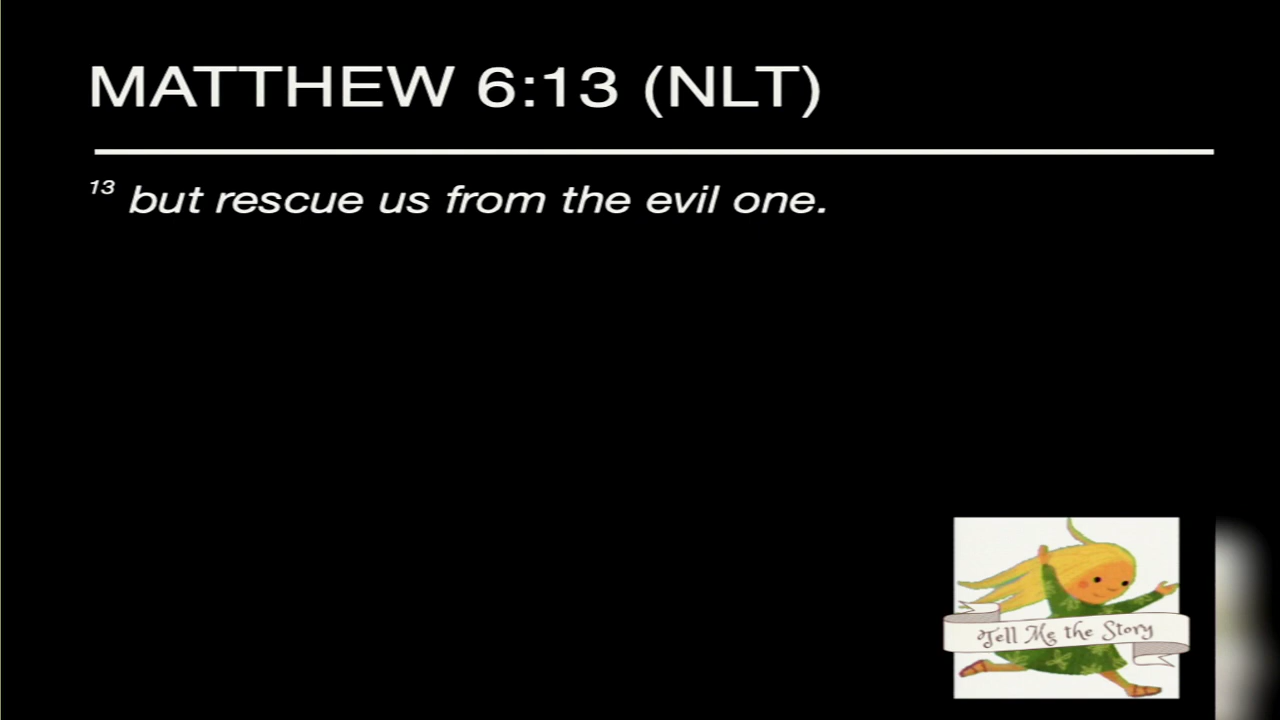 MATTHEW 6:13 (NLT)
13 but rescue us from the evil one.
Tell Me the Story